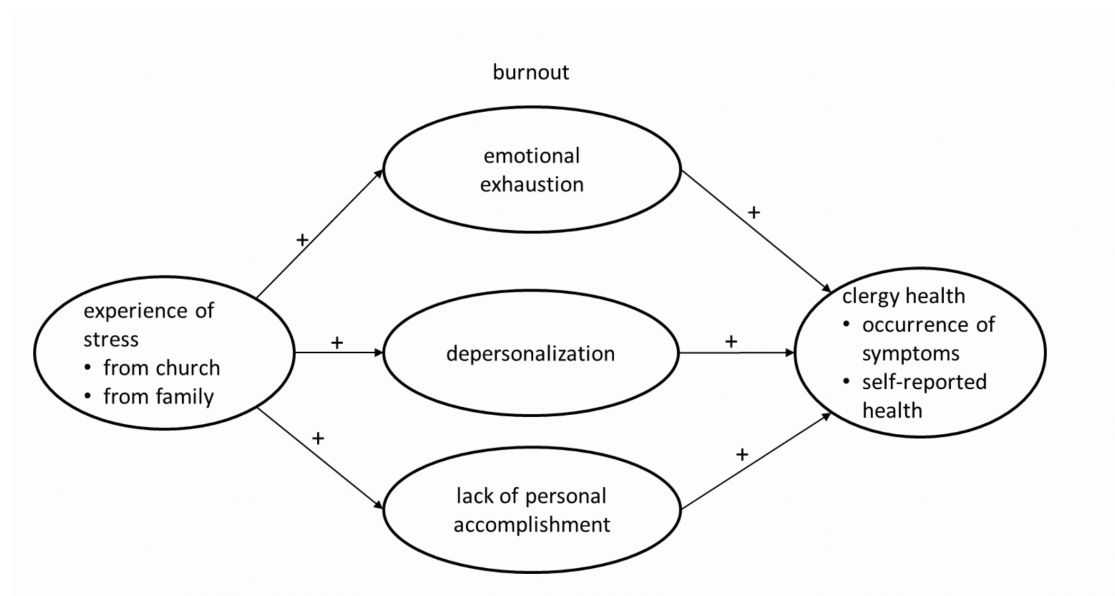 burnout
emotional
exhaustion
+
+
experience of
stress
• from church
• from family
+
depersonalization
+
clergy health
• occurrence of
symptoms
• self-reported
health
+
lack of personal
accomplishment
+